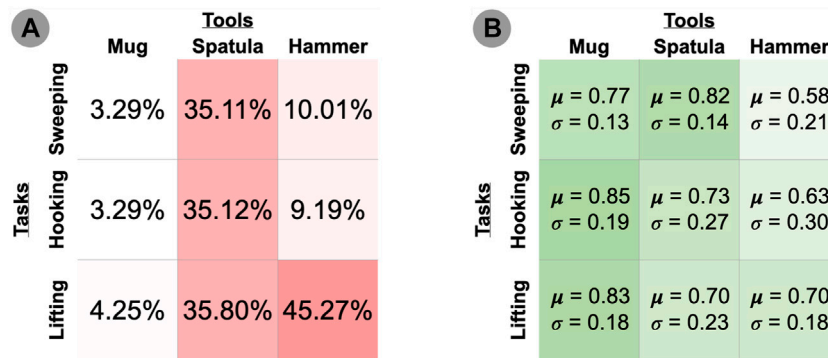 A
Tools
Mug Spatula Hammer
Tasks
Sweeping
3.29% 35.11% 10.01%
Hooking
3.29% 35.12% 9.19%
Lifting
4.25% 35.80% 45.27%
B
Tools
Mug Spatula Hammer
Tasks
Sweeping
μ = 0.77 μ = 0.82 μ = 0.58
σ = 0.13 σ = 0.14 σ = 0.21
Hooking
μ = 0.85 μ = 0.73 μ = 0.63
σ = 0.19 σ = 0.27 σ = 0.30
Lifting
μ = 0.83 μ = 0.70 μ = 0.70
σ = 0.18 σ = 0.23 σ = 0.18